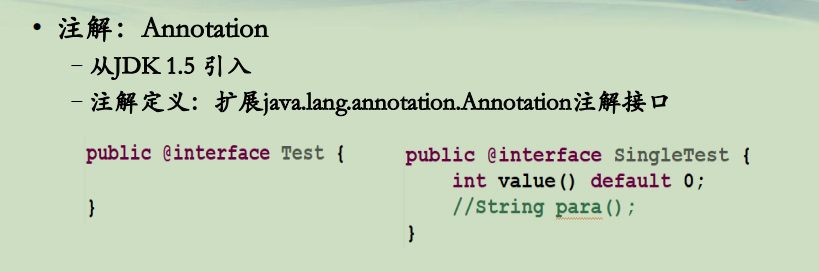 • 注解：Annotation
– 从JDK 1.5 引入
– 注解定义：扩展java.lang.annotation.Annotation注解接口
public @interface Test {
}
public @interface SingleTest {
int value() default 0;
//String para();
}